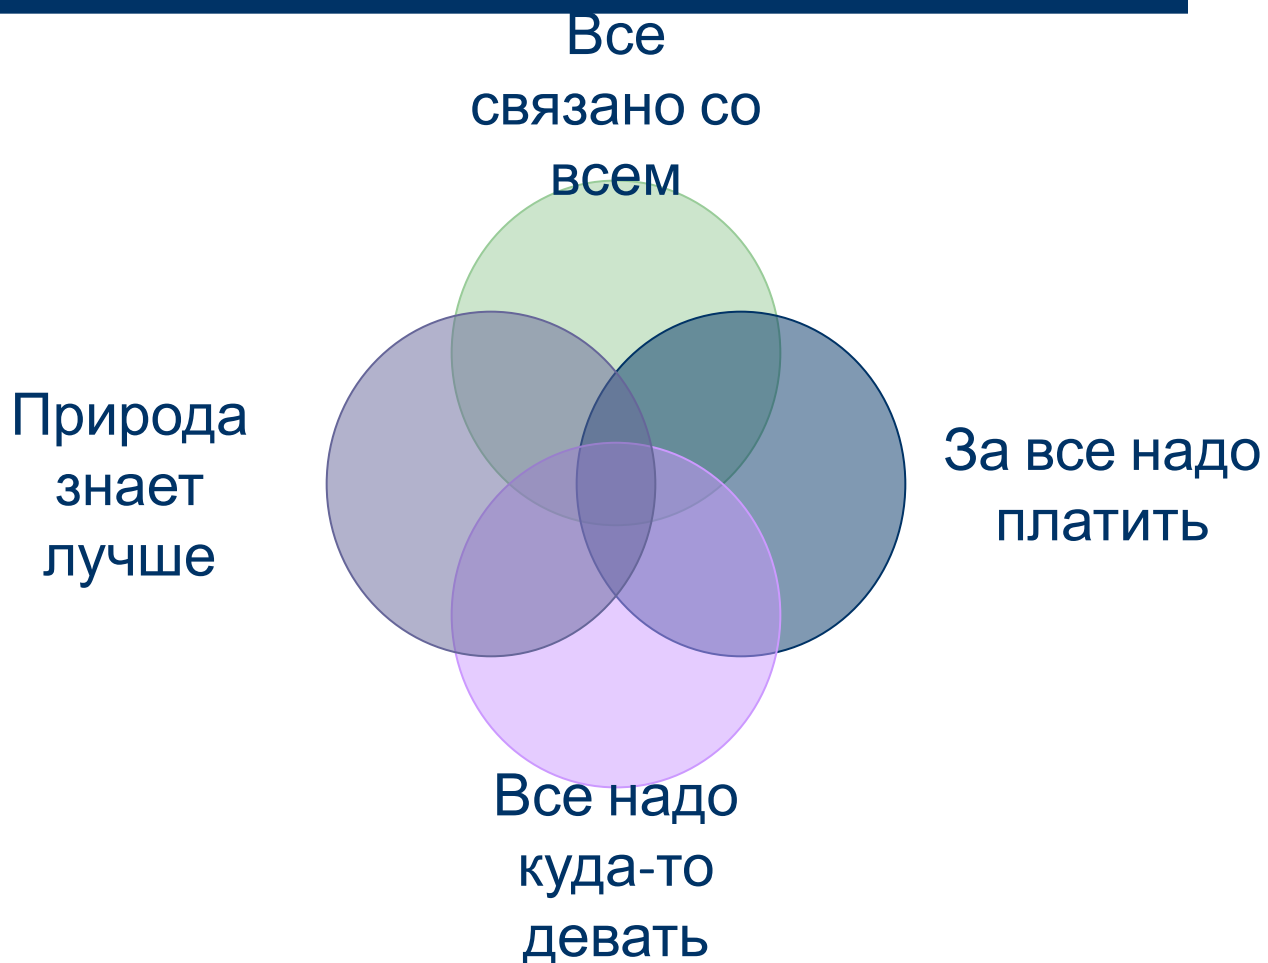 Все
связано со
всем
Природа
знает
лучше
За все надо
платить
Все надо
куда-то
девать